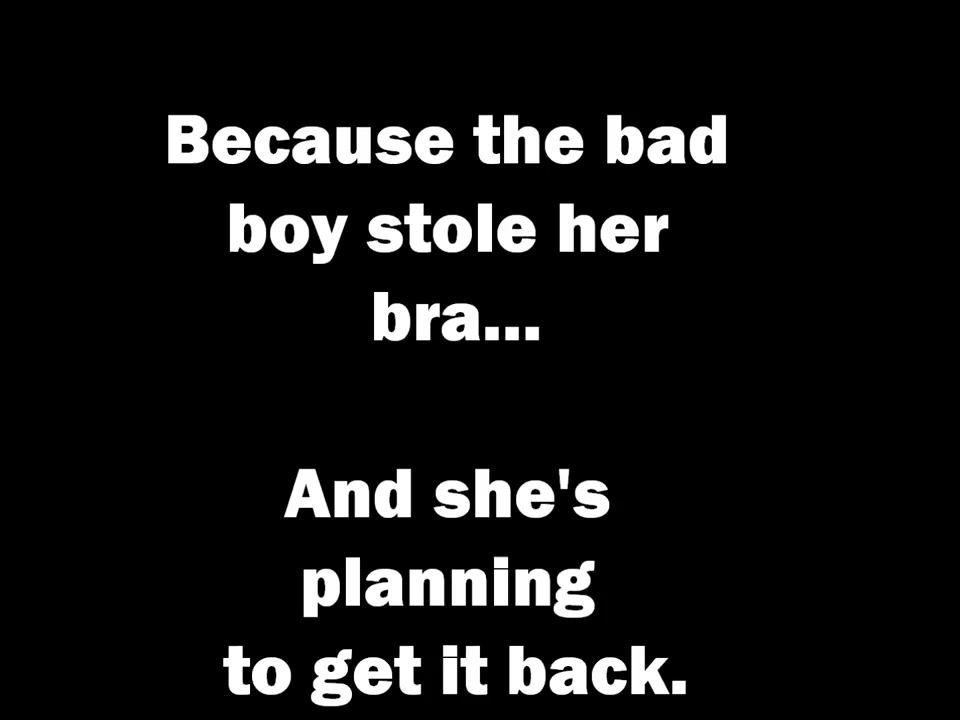 Because the bad
boy stole her
bra...
And she's
planning
to get it back.